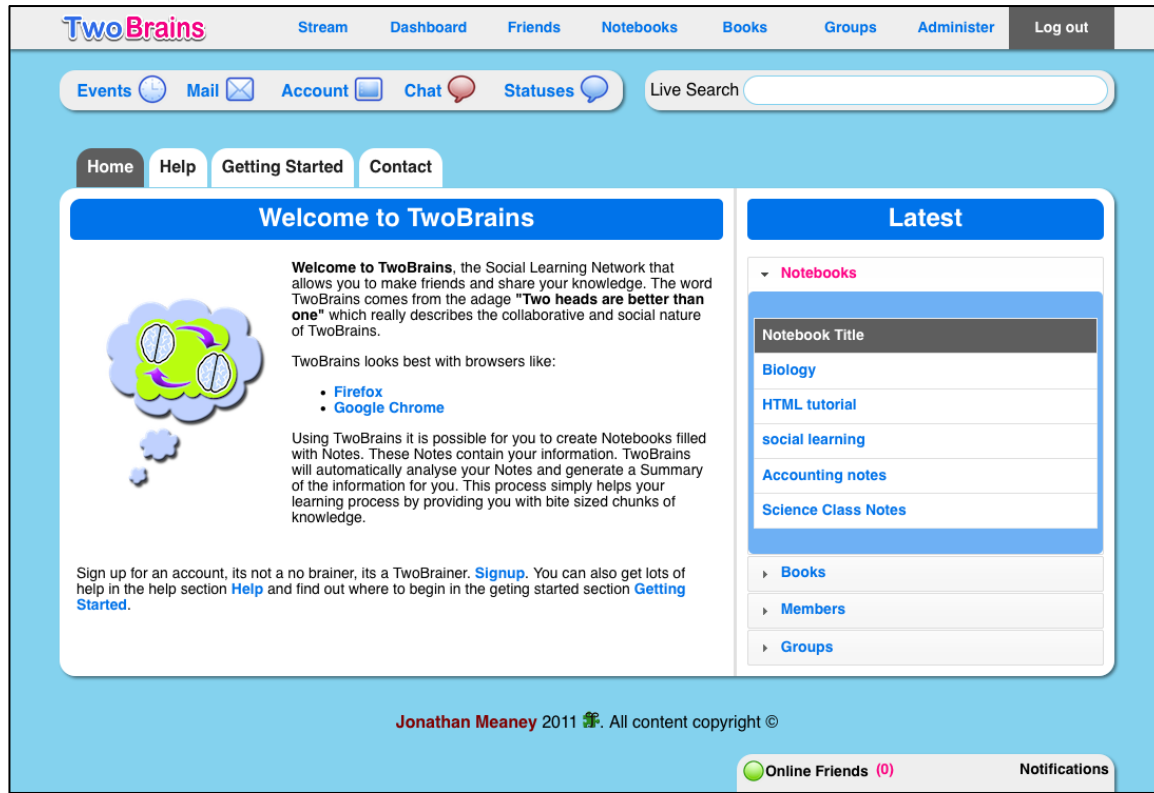 TwoBrains Stream Dashboard Friends Notebooks Books Groups Administer Log out
Events Mail Account Chat Statuses Live Search
Home Help Getting Started Contact
Welcome to TwoBrains
Welcome to TwoBrains, the Social Learning Network that
allows you to make friends and share your knowledge. The word
TwoBrains comes from the adage "Two heads are better than
one" which really describes the collaborative and social nature
of TwoBrains.
TwoBrains looks best with browsers like:
• Firefox
• Google Chrome
Using TwoBrains it is possible for you to create Notebooks filled
with Notes. These Notes contain your information. TwoBrains
will automatically analyse your Notes and generate a Summary
of the information for you. This process simply helps your
learning process by providing you with bite sized chunks of
knowledge.
Sign up for an account, its not a no brainer, its a TwoBrainer. Signup. You can also get lots of
help in the help section Help and find out where to begin in the geting started section Getting
Started.
Latest
Notebooks
Notebook Title
Biology
HTML tutorial
social learning
Accounting notes
Science Class Notes
Books
Members
Groups
Jonathan Meaney 2011 . All content copyright ©
Online Friends (0) Notifications